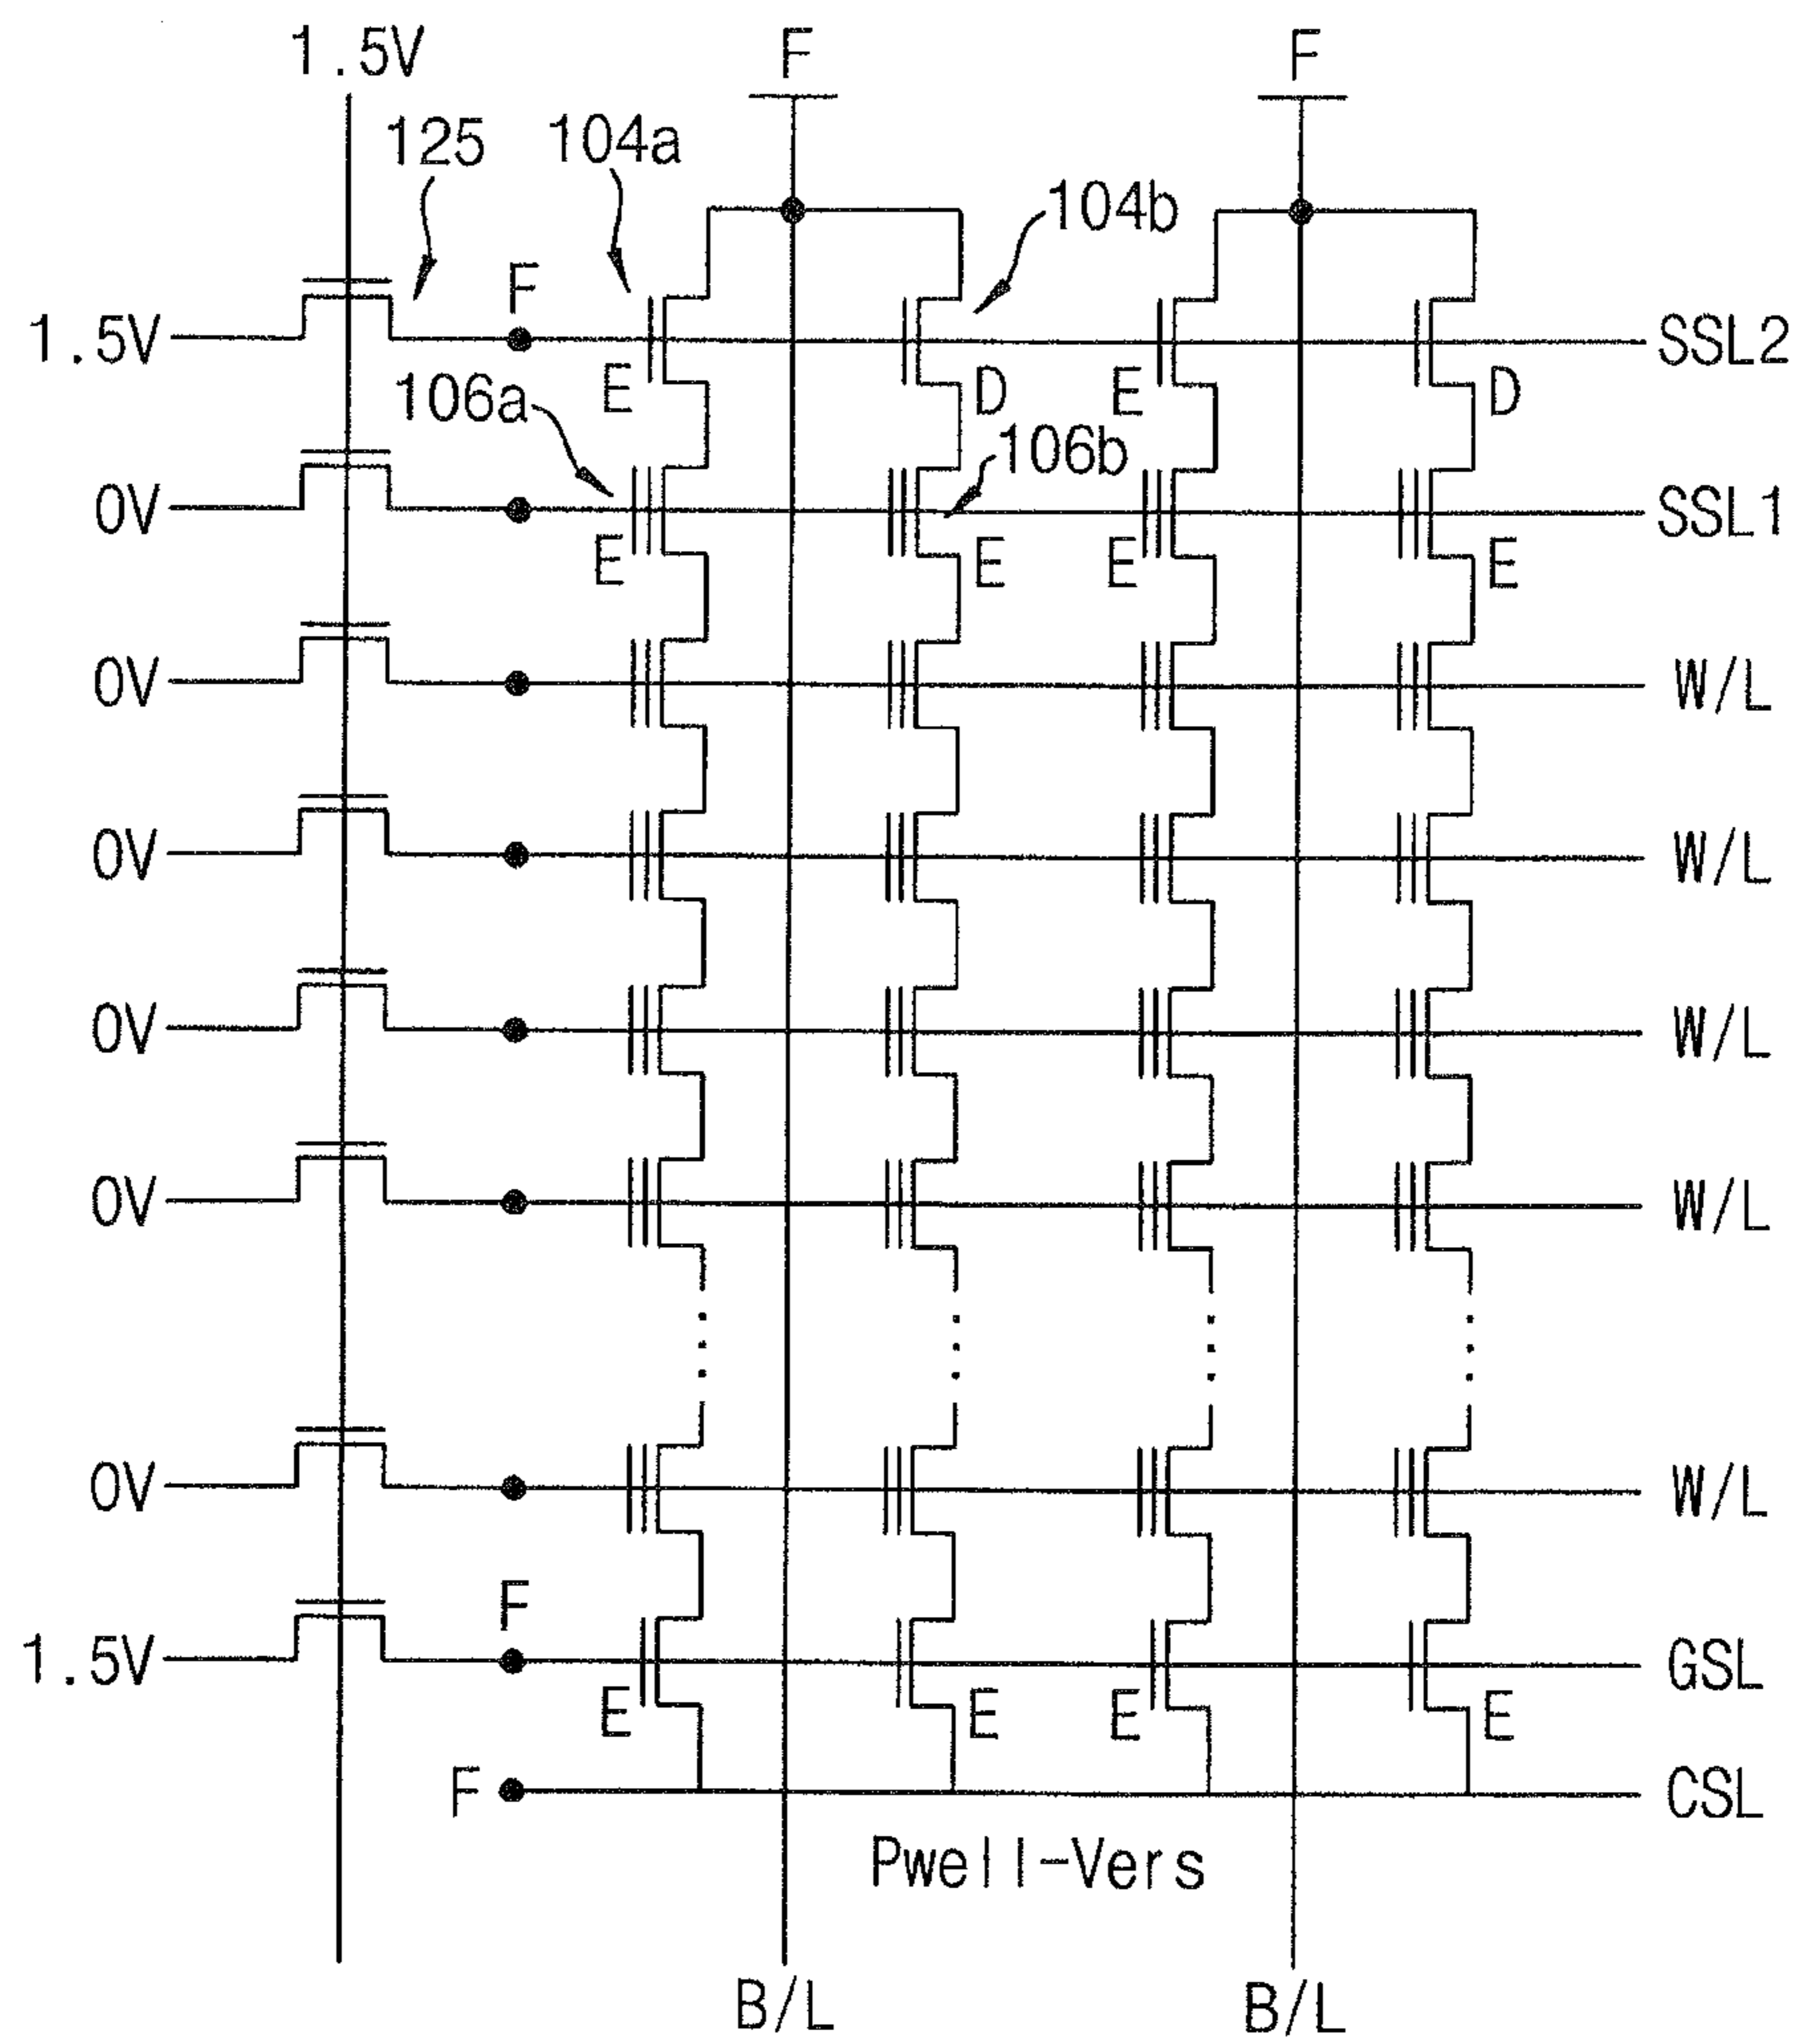 1.5V
F
F
125
104a
104b
F
1.5V
SSL2
E
D
E
D
106a
106b
0V
SSL1
E
E
E
E
0V
W/L
0V
W/L
0V
W/L
0V
W/L
0V
W/L
F
1.5V
GSL
E
E
E
E
F
CSL
Pwell-Vers
B/L
B/L